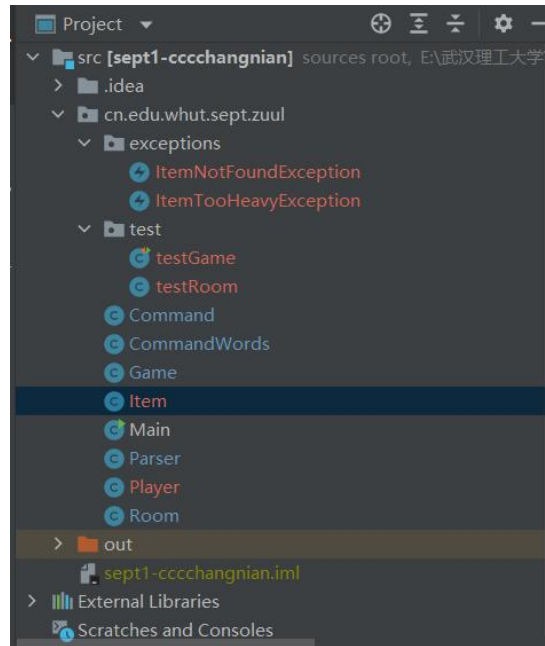 Project
src [sept1-cccchangnian] sources root, E:\武汉理工大学
.idea
cn.edu.whut.sept.zuul
exceptions
ItemNotFoundException
ItemTooHeavyException
test
testGame
testRoom
Command
CommandWords
Game
Item
Main
Parser
Player
Room
out
sept1-cccchangnian.iml
External Libraries
Scratches and Consoles